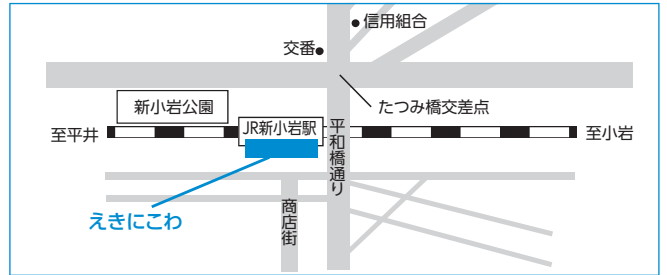 信用組合
交番
新小岩公園
たつみ橋交差点
JR新小岩駅
至平井
至小岩
平和橋通り
えきにこわ
商店街